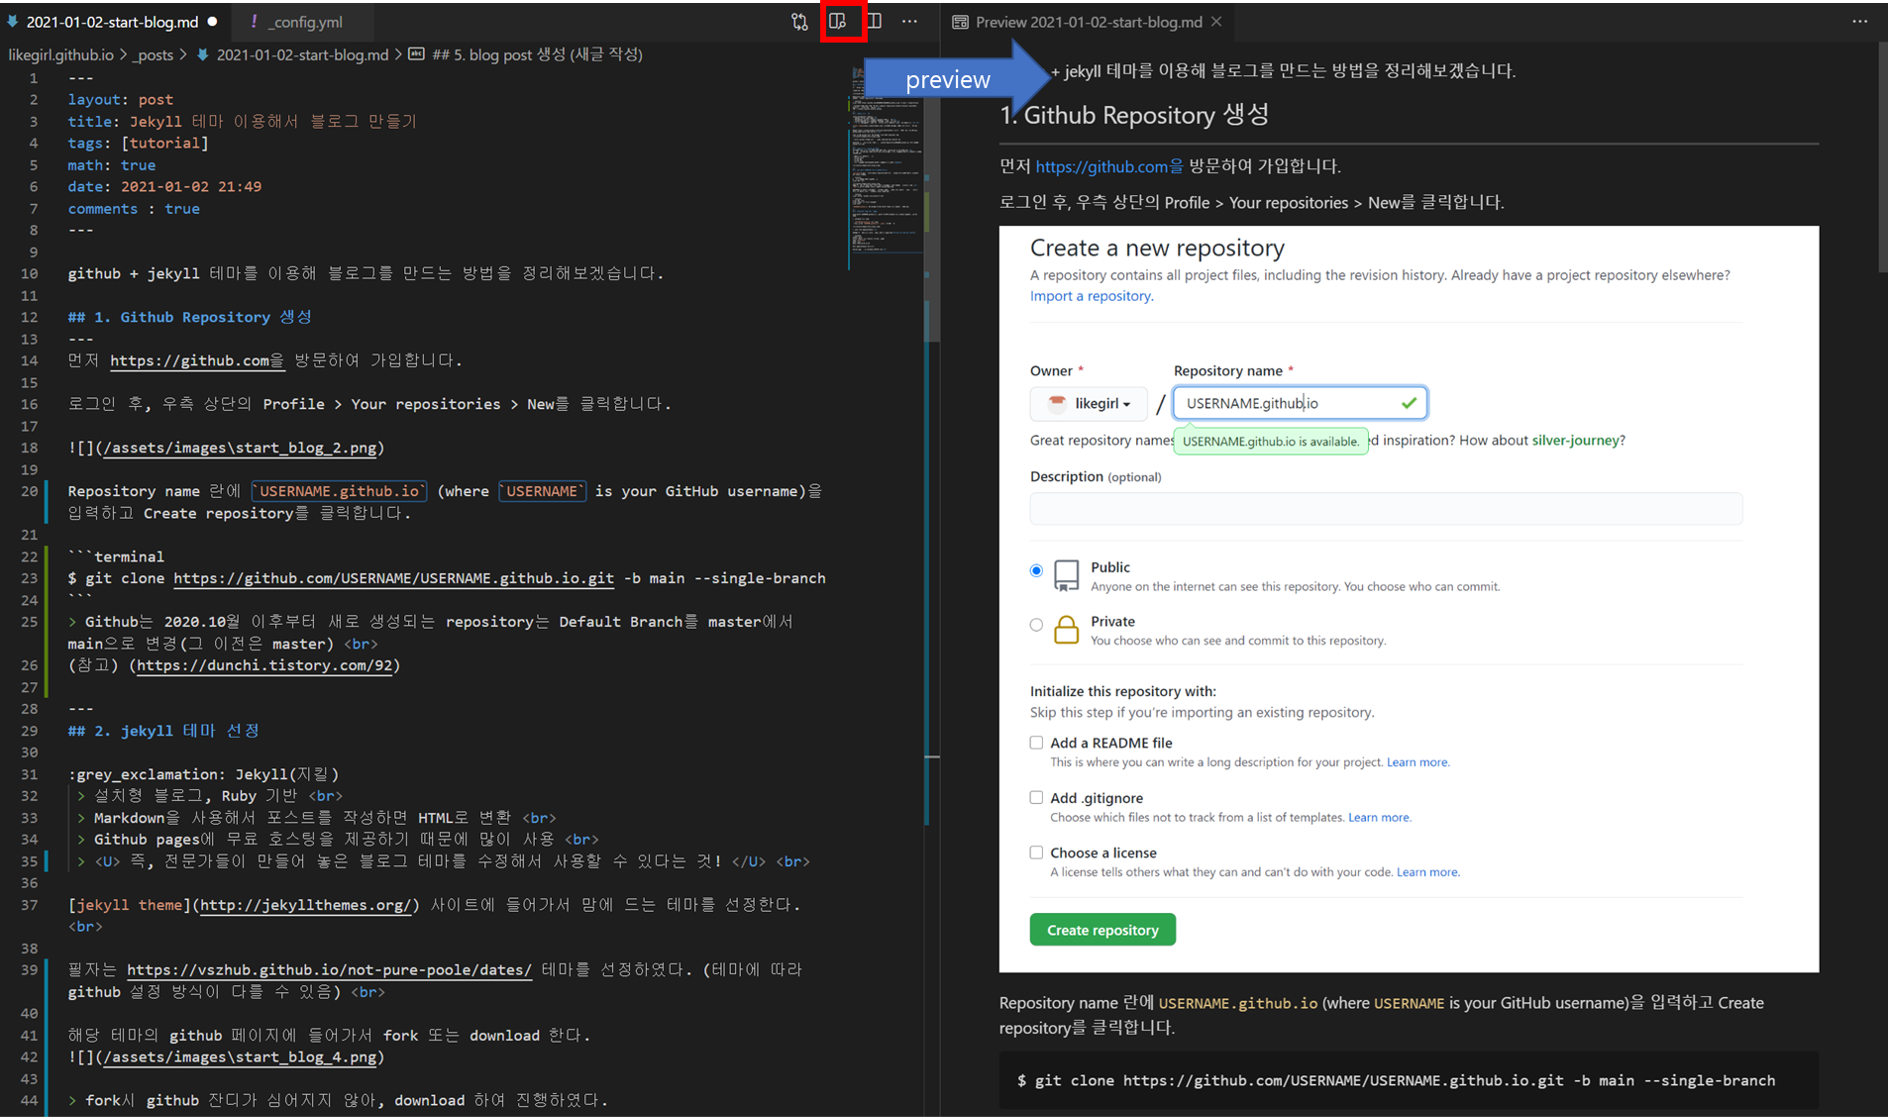 2021-01-02-start-blog.md ●
! _config.yml
likegirl.github.io > _posts > 2021-01-02-start-blog.md > ## 5. blog post 생성 (새글 작성)
1 ---
2 layout: post
3 title: Jekyll 테마 이용해서 블로그 만들기
4 tags: [tutorial]
5 math: true
6 date: 2021-01-02 21:49
7 comments : true
8 ---
9
10 github + jekyll 테마를 이용해 블로그를 만드는 방법을 정리해보겠습니다.
11
12 ## 1. Github Repository 생성
13 ---
14 먼저 https://github.com을 방문하여 가입합니다.
15
16 로그인 후, 우측 상단의 Profile > Your repositories > New를 클릭합니다.
17
18 ![](/assets/images\start_blog_2.png)
19
20 Repository name 란에 `USERNAME.github.io` (where `USERNAME` is your GitHub username)을
입력하고 Create repository를 클릭합니다.
21
22 ```terminal
23 $ git clone https://github.com/USERNAME/USERNAME.github.io.git -b main --single-branch
24 ```
25 > Github는 2020.10월 이후부터 새로 생성되는 repository는 Default Branch를 master에서
main으로 변경(그 이전은 master) <br>
26 (참고) (https://dunchi.tistory.com/92)
27
28 ---
29 ## 2. jekyll 테마 선정
30
31 :grey_exclamation: Jekyll(지킬)
32 > 설치형 블로그, Ruby 기반 <br>
33 > Markdown을 사용해서 포스트를 작성하면 HTML로 변환 <br>
34 > Github pages에 무료 호스팅을 제공하기 때문에 많이 사용 <br>
35 > <U> 즉, 전문가들이 만들어 놓은 블로그 테마를 수정해서 사용할 수 있다는 것! </U> <br>
36
37 [jekyll theme](http://jekyllthemes.org/) 사이트에 들어가서 맘에 드는 테마를 선정한다.
<br>
38
39 필자는 https://vszhub.github.io/not-pure-poole/dates/ 테마를 선정하였다. (테마에 따라
github 설정 방식이 다를 수 있음) <br>
40
41 해당 테마의 github 페이지에 들어가서 fork 또는 download 한다.
42 ![](/assets/images\start_blog_4.png)
43
44 > fork시 github 잔디가 심어지지 않아, download 하여 진행하였다.
preview
Preview 2021-01-02-start-blog.md ×
+ jekyll 테마를 이용해 블로그를 만드는 방법을 정리해보겠습니다.
1. Github Repository 생성
먼저 https://github.com을 방문하여 가입합니다.
로그인 후, 우측 상단의 Profile > Your repositories > New를 클릭합니다.
Create a new repository
A repository contains all project files, including the revision history. Already have a project repository elsewhere?
Import a repository.
Owner *
Repository name *
likegirl
/
USERNAME.github.io
Great repository names
USERNAME.github.io is available.
d inspiration? How about silver-journey?
Description (optional)
Public
Anyone on the internet can see this repository. You choose who can commit.
Private
You choose who can see and commit to this repository.
Initialize this repository with:
Skip this step if you're importing an existing repository.
Add a README file
This is where you can write a long description for your project. Learn more.
Add .gitignore
Choose which files not to track from a list of templates. Learn more.
Choose a license
A license tells others what they can and can't do with your code. Learn more.
Create repository
Repository name 란에 USERNAME.github.io (where USERNAME is your GitHub username)을 입력하고 Create
repository를 클릭합니다.
$ git clone https://github.com/USERNAME/USERNAME.github.io.git -b main --single-branch